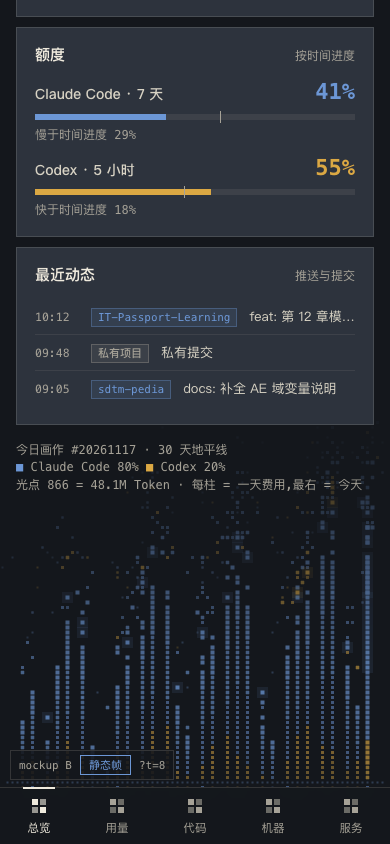 额度 按时间进度
Claude Code · 7 天 41%
慢于时间进度 29%
Codex · 5 小时 55%
快于时间进度 18%
最近动态 推送与提交
10:12 IT-Passport-Learning feat: 第 12 章模…
09:48 私有项目 私有提交
09:05 sdtm-pedia docs: 补全 AE 域变量说明
今日画作 #20261117 · 30 天地平线
Claude Code 80% Codex 20%
光点 866 = 48.1M Token · 每柱 = 一天费用,最右 = 今天
mockup B 静态帧 ?t=8
总览 用量 代码 机器 服务